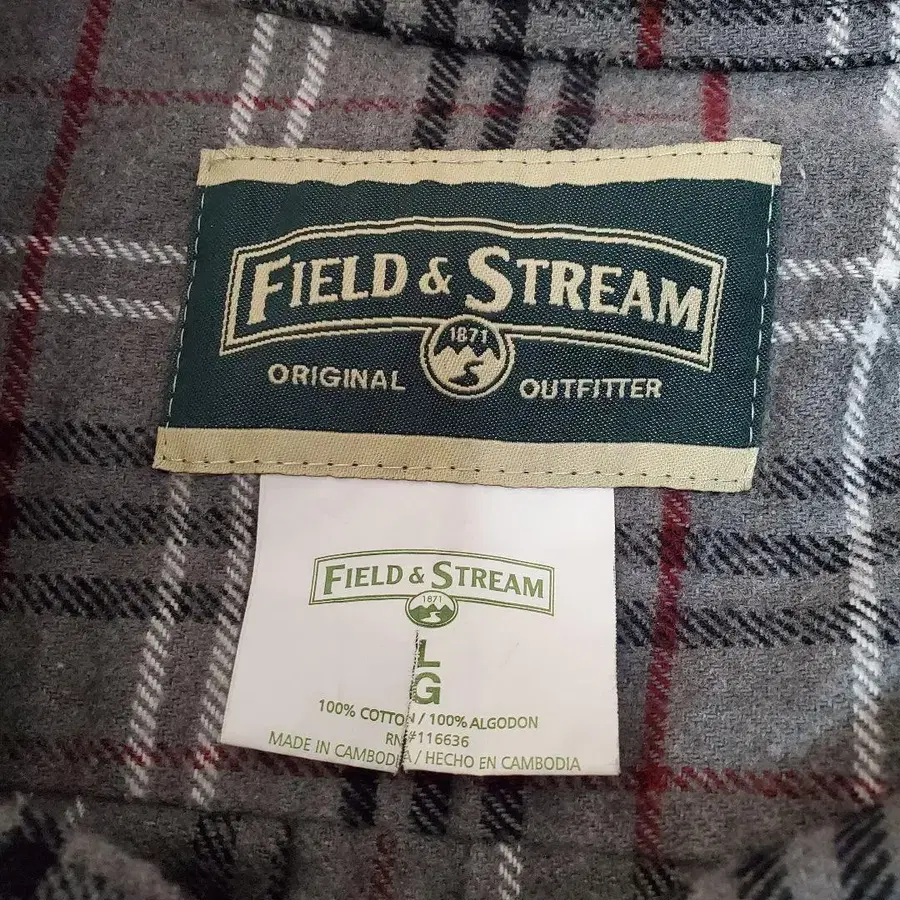 FIELD & STREAM
1871
ORIGINAL OUTFITTER
FIELD & STREAM
1871
L
G
100% COTTON / 100% ALGODON
RN#116636
MADE IN CAMBODIA / HECHO EN CAMBODIA